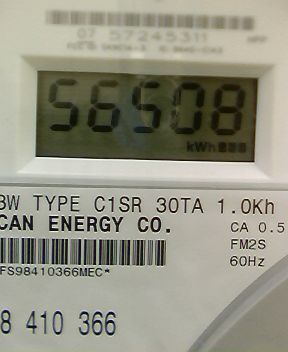 07 57245311
56508
kWh
3W TYPE C1SR 30TA 1.0Kh
CAN ENERGY CO.
CA 0.5
FM2S
60Hz
FS98410366MEC*
8 410 366